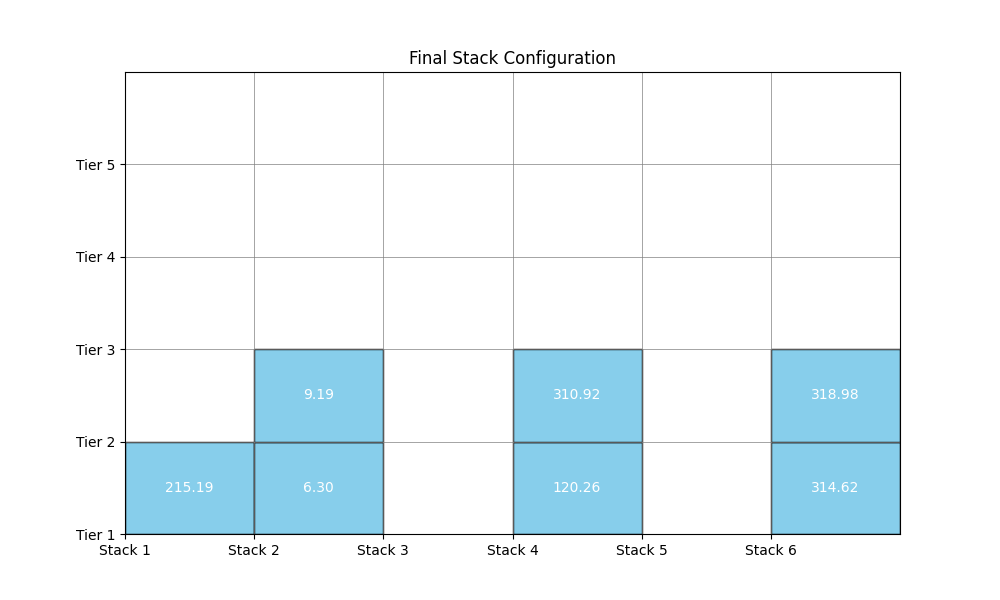 Final Stack Configuration
Tier 5
Tier 4
Tier 3
9.19 310.92 318.98
Tier 2
215.19 6.30 120.26 314.62
Tier 1
Stack 1 Stack 2 Stack 3 Stack 4 Stack 5 Stack 6